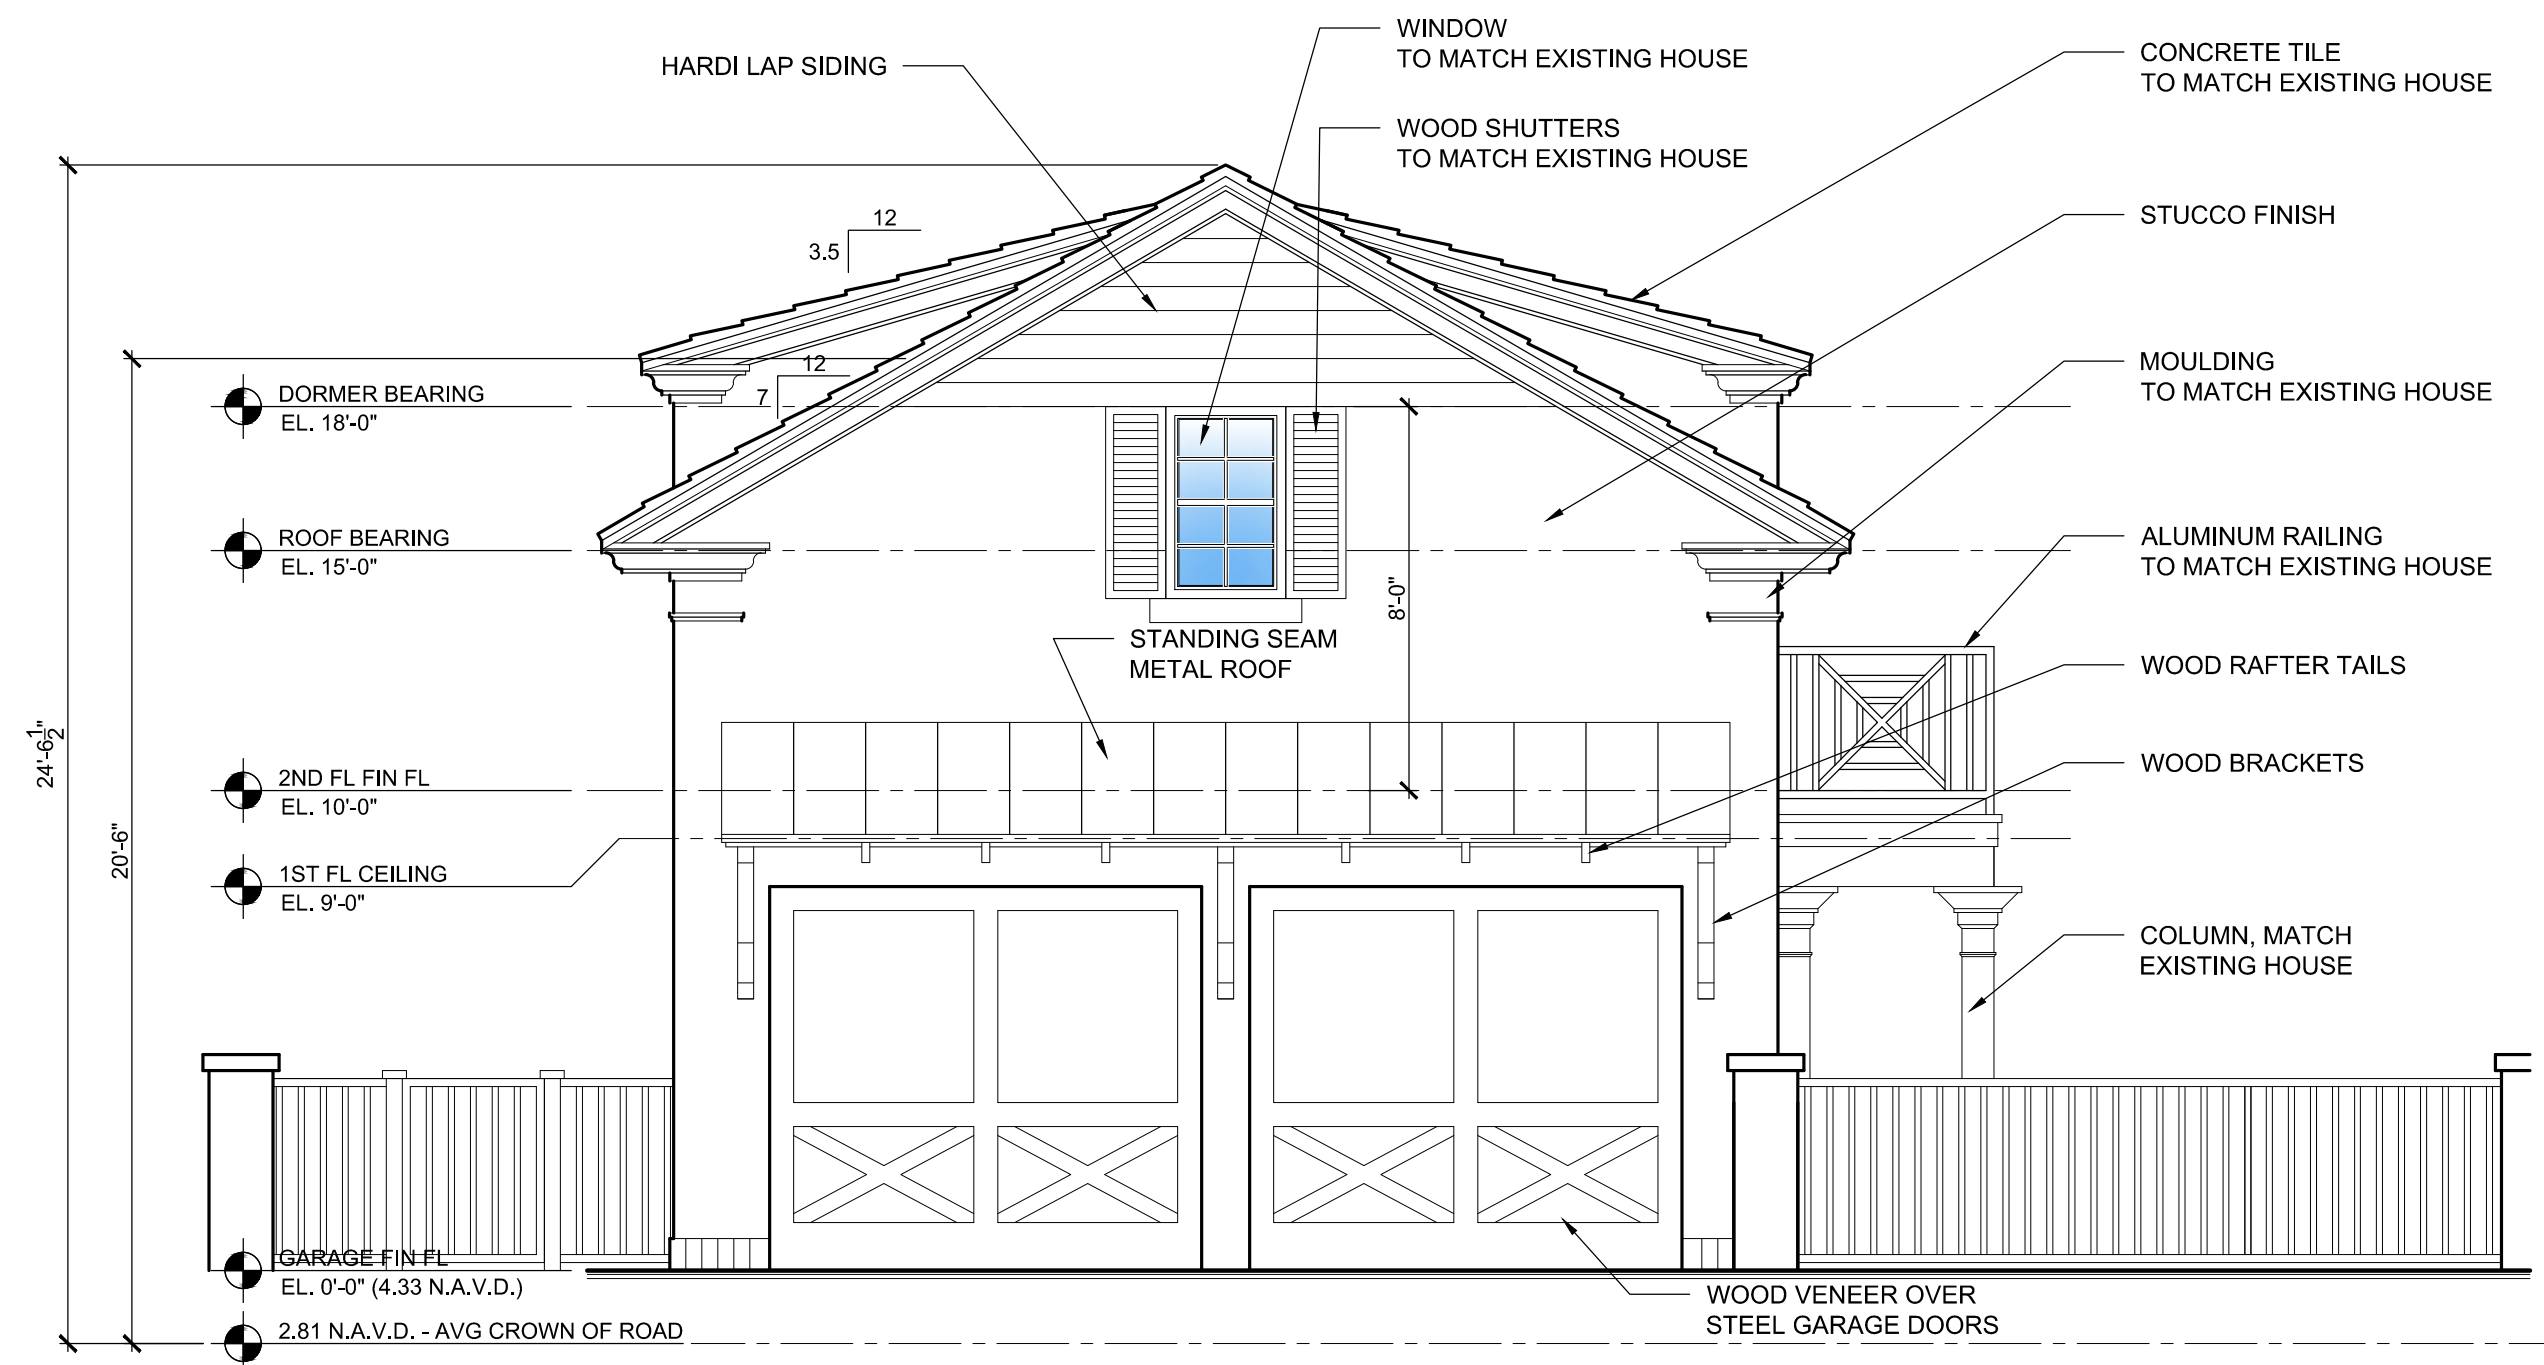 WINDOW
TO MATCH EXISTING HOUSE
HARDI LAP SIDING
CONCRETE TILE
TO MATCH EXISTING HOUSE
WOOD SHUTTERS
TO MATCH EXISTING HOUSE
12
3.5
STUCCO FINISH
12
7
MOULDING
TO MATCH EXISTING HOUSE
DORMER BEARING
EL. 18'-0"
ROOF BEARING
EL. 15'-0"
ALUMINUM RAILING
TO MATCH EXISTING HOUSE
8'-0"
STANDING SEAM
METAL ROOF
WOOD RAFTER TAILS
24'-6 1/2"
2ND FL FIN FL
EL. 10'-0"
WOOD BRACKETS
20'-6"
1ST FL CEILING
EL. 9'-0"
COLUMN, MATCH
EXISTING HOUSE
GARAGE FIN FL
EL. 0'-0" (4.33 N.A.V.D.)
WOOD VENEER OVER
STEEL GARAGE DOORS
2.81 N.A.V.D. - AVG CROWN OF ROAD